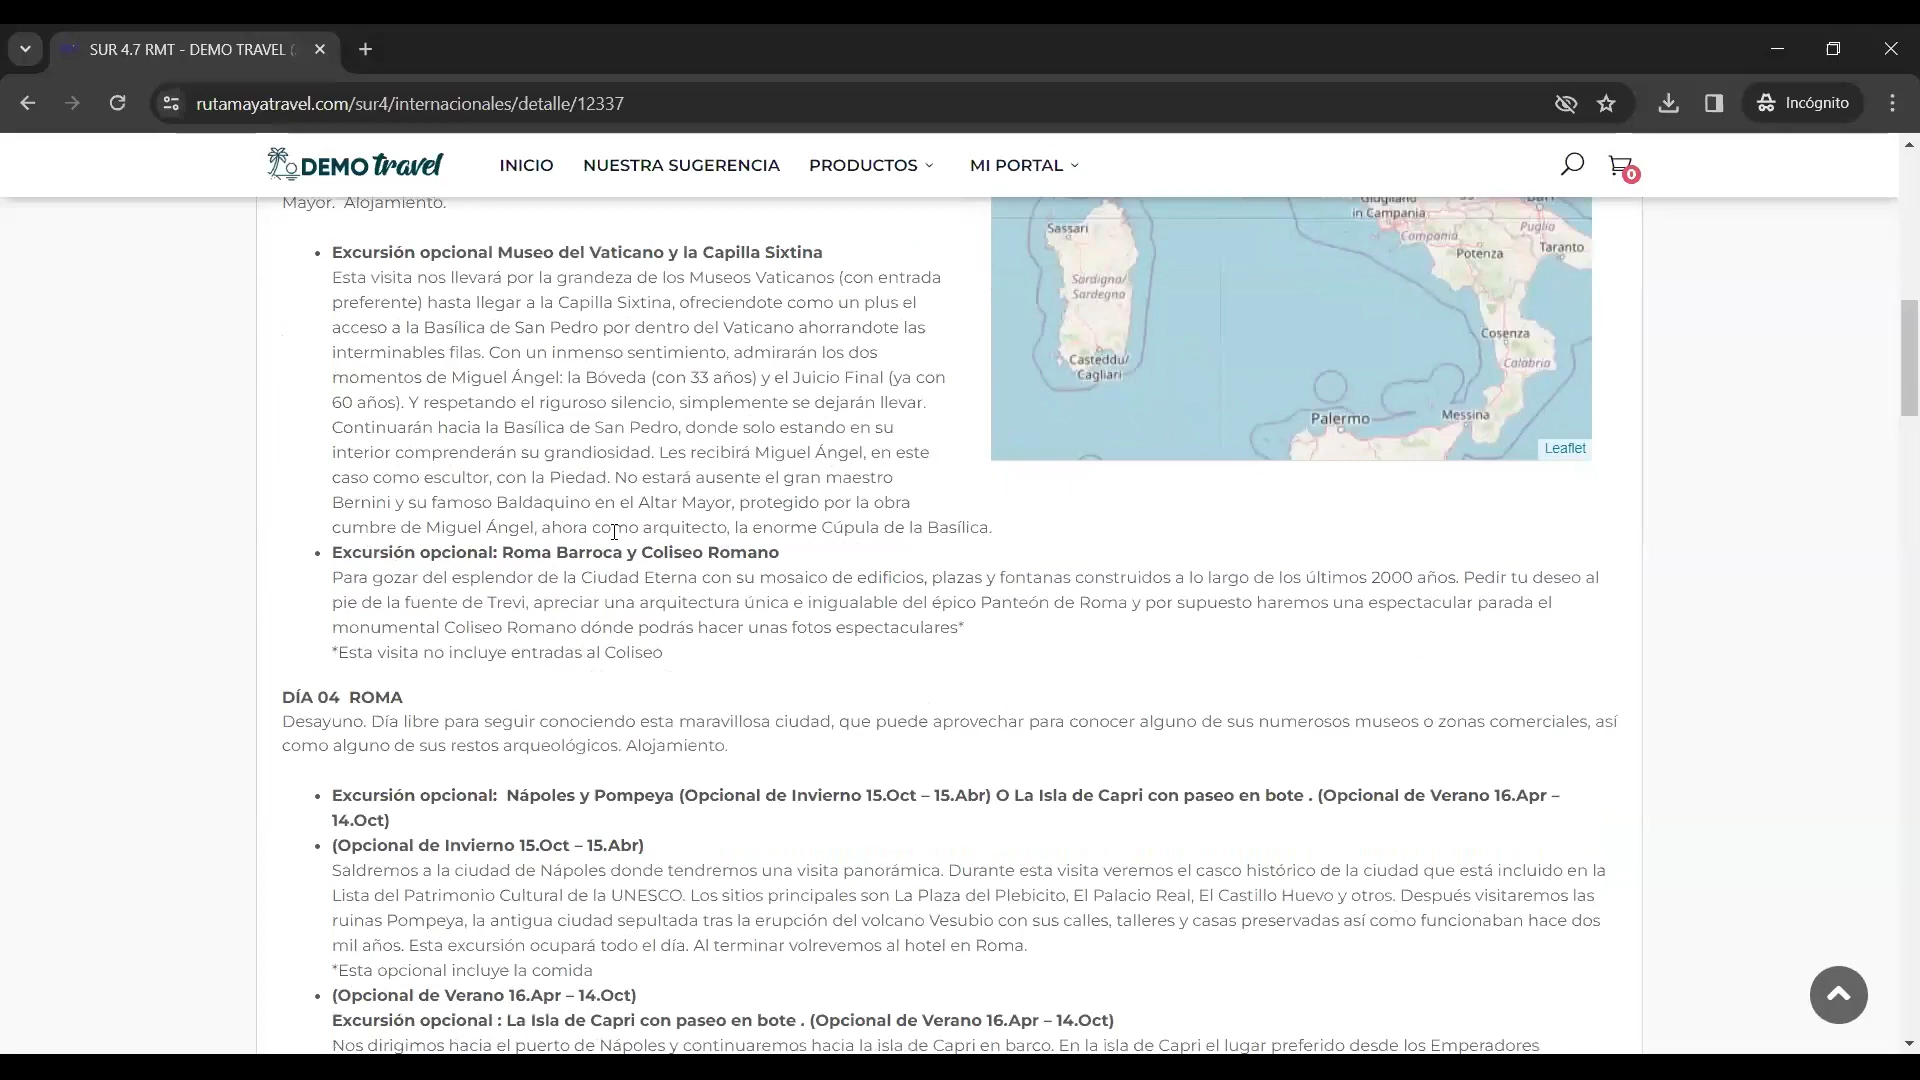 SUR 4.7 RMT - DEMO TRAVEL (
rutamayatravel.com/sur4/internacionales/detalle/12337
Incógnito
DEMO travel
INICIO
NUESTRA SUGERENCIA
PRODUCTOS
MI PORTAL
0
Mayor. Alojamiento.
• Excursión opcional Museo del Vaticano y la Capilla Sixtina
Esta visita nos llevará por la grandeza de los Museos Vaticanos (con entrada
preferente) hasta llegar a la Capilla Sixtina, ofreciendote como un plus el
acceso a la Basílica de San Pedro por dentro del Vaticano ahorrandote las
interminables filas. Con un inmenso sentimiento, admirarán los dos
momentos de Miguel Ángel: la Bóveda (con 33 años) y el Juicio Final (ya con
60 años). Y respetando el riguroso silencio, simplemente se dejarán llevar.
Continuarán hacia la Basílica de San Pedro, donde solo estando en su
interior comprenderán su grandiosidad. Les recibirá Miguel Ángel, en este
caso como escultor, con la Piedad. No estará ausente el gran maestro
Bernini y su famoso Baldaquino en el Altar Mayor, protegido por la obra
cumbre de Miguel Ángel, ahora como arquitecto, la enorme Cúpula de la Basílica.
Giugliano
in Campania
Bari
Puglia
Campania
Taranto
Potenza
Sassari
Sardigna/
Sardegna
Cosenza
Calabria
Casteddu/
Cagliari
Palermo
Messina
Leaflet
• Excursión opcional: Roma Barroca y Coliseo Romano
Para gozar del esplendor de la Ciudad Eterna con su mosaico de edificios, plazas y fontanas construidos a lo largo de los últimos 2000 años. Pedir tu deseo al
pie de la fuente de Trevi, apreciar una arquitectura única e inigualable del épico Panteón de Roma y por supuesto haremos una espectacular parada el
monumental Coliseo Romano dónde podrás hacer unas fotos espectaculares*
*Esta visita no incluye entradas al Coliseo
DÍA 04 ROMA
Desayuno. Día libre para seguir conociendo esta maravillosa ciudad, que puede aprovechar para conocer alguno de sus numerosos museos o zonas comerciales, así
como alguno de sus restos arqueológicos. Alojamiento.
• Excursión opcional: Nápoles y Pompeya (Opcional de Invierno 15.Oct – 15.Abr) O La Isla de Capri con paseo en bote . (Opcional de Verano 16.Apr –
14.Oct)
• (Opcional de Invierno 15.Oct – 15.Abr)
Saldremos a la ciudad de Nápoles donde tendremos una visita panorámica. Durante esta visita veremos el casco histórico de la ciudad que está incluido en la
Lista del Patrimonio Cultural de la UNESCO. Los sitios principales son La Plaza del Plebicito, El Palacio Real, El Castillo Huevo y otros. Después visitaremos las
ruinas Pompeya, la antigua ciudad sepultada tras la erupción del volcano Vesubio con sus calles, talleres y casas preservadas así como funcionaban hace dos
mil años. Esta excursión ocupará todo el día. Al terminar volrevemos al hotel en Roma.
*Esta opcional incluye la comida
• (Opcional de Verano 16.Apr – 14.Oct)
Excursión opcional : La Isla de Capri con paseo en bote . (Opcional de Verano 16.Apr – 14.Oct)
Nos dirigimos hacia el puerto de Nápoles y continuaremos hacia la isla de Capri en barco. En la isla de Capri el lugar preferido desde los Emperadores